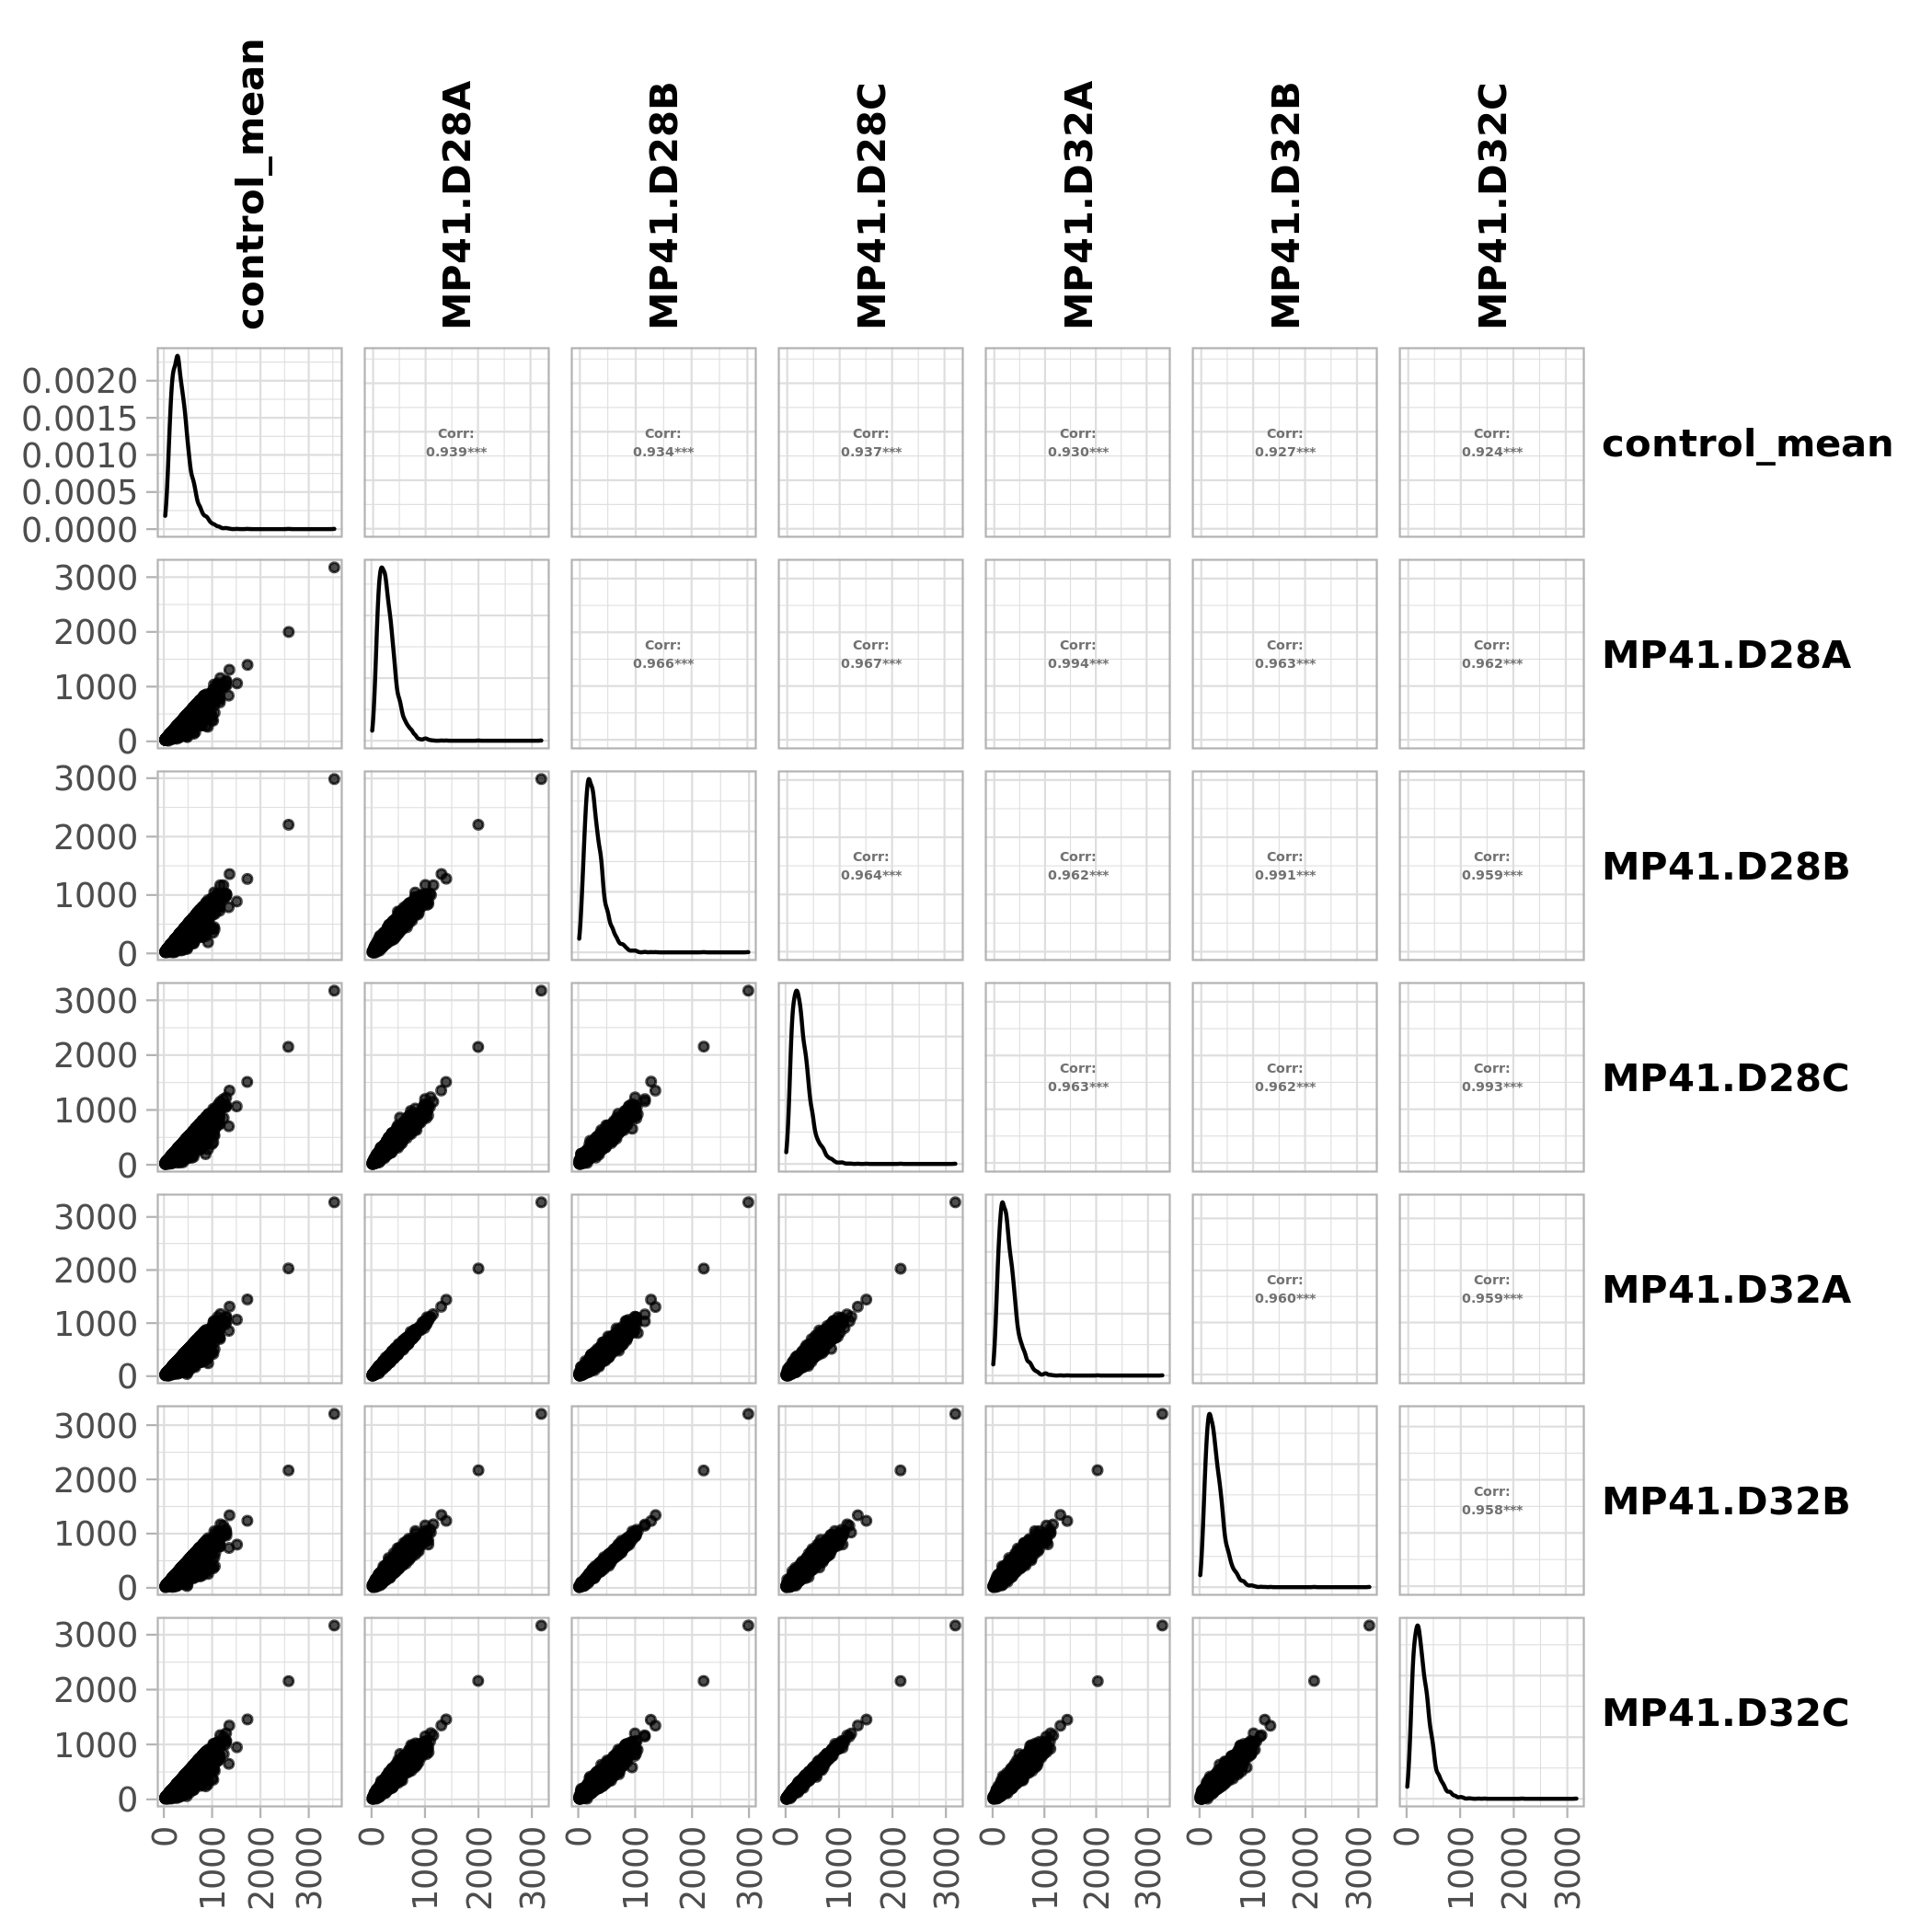 control_mean
MP41.D28A
MP41.D28B
MP41.D28C
MP41.D32A
MP41.D32B
MP41.D32C
0.0020
0.0015
0.0010
0.0005
0.0000
Corr:
0.939***
Corr:
0.934***
Corr:
0.937***
Corr:
0.930***
Corr:
0.927***
Corr:
0.924***
control_mean
3000
2000
1000
0
Corr:
0.966***
Corr:
0.967***
Corr:
0.994***
Corr:
0.963***
Corr:
0.962***
MP41.D28A
3000
2000
1000
0
Corr:
0.964***
Corr:
0.962***
Corr:
0.991***
Corr:
0.959***
MP41.D28B
3000
2000
1000
0
Corr:
0.963***
Corr:
0.962***
Corr:
0.993***
MP41.D28C
3000
2000
1000
0
Corr:
0.960***
Corr:
0.959***
MP41.D32A
3000
2000
1000
0
Corr:
0.958***
MP41.D32B
3000
2000
1000
0
MP41.D32C
0 1000 2000 3000
0 1000 2000 3000
0 1000 2000 3000
0 1000 2000 3000
0 1000 2000 3000
0 1000 2000 3000
0 1000 2000 3000